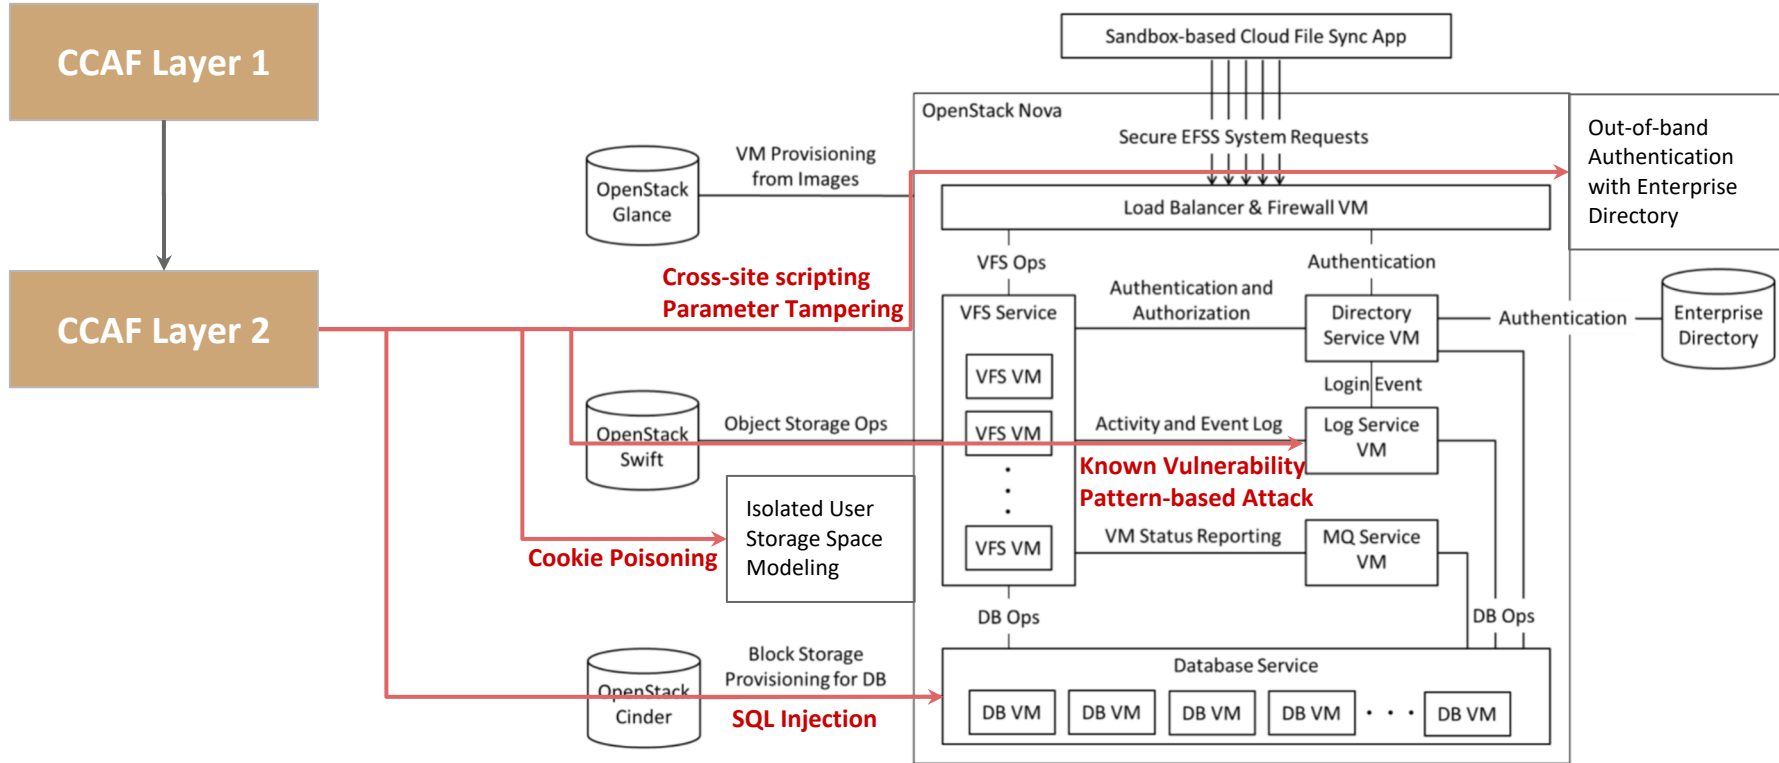 CCAF Layer 1
Sandbox-based Cloud File Sync App
OpenStack Nova
Secure EFSS System Requests
Out-of-band
Authentication
with Enterprise
Directory
VM Provisioning
from Images
OpenStack
Glance
Load Balancer & Firewall VM
CCAF Layer 2
Cross-site scripting
Parameter Tampering
VFS Ops
Authentication
VFS Service
Authentication and
Authorization
Directory
Service VM
Authentication
Enterprise
Directory
VFS VM
Login Event
OpenStack
Swift
Object Storage Ops
VFS VM
Activity and Event Log
Log Service
VM
Known Vulnerability
Pattern-based Attack
Isolated User
Storage Space
Modeling
Cookie Poisoning
VFS VM
VM Status Reporting
MQ Service
VM
DB Ops
DB Ops
Block Storage
Provisioning for DB
OpenStack
Cinder
SQL Injection
Database Service
DB VM
DB VM
DB VM
DB VM
DB VM